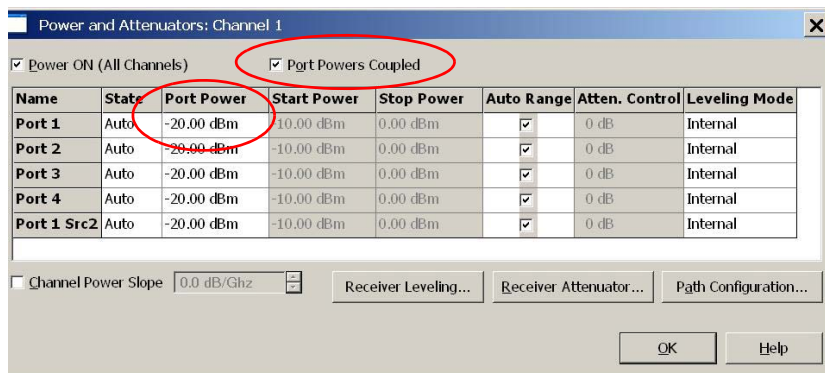 Power and Attenuators: Channel 1
Power ON (All Channels) Port Powers Coupled
Name State Port Power Start Power Stop Power Auto Range Atten. Control Leveling Mode
Port 1 Auto -20.00 dBm -10.00 dBm 0.00 dBm 0 dB Internal
Port 2 Auto -20.00 dBm -10.00 dBm 0.00 dBm 0 dB Internal
Port 3 Auto -20.00 dBm -10.00 dBm 0.00 dBm 0 dB Internal
Port 4 Auto -20.00 dBm -10.00 dBm 0.00 dBm 0 dB Internal
Port 1 Src2 Auto -20.00 dBm -10.00 dBm 0.00 dBm 0 dB Internal
Channel Power Slope 0.0 dB/Ghz Receiver Leveling... Receiver Attenuator... Path Configuration...
OK Help